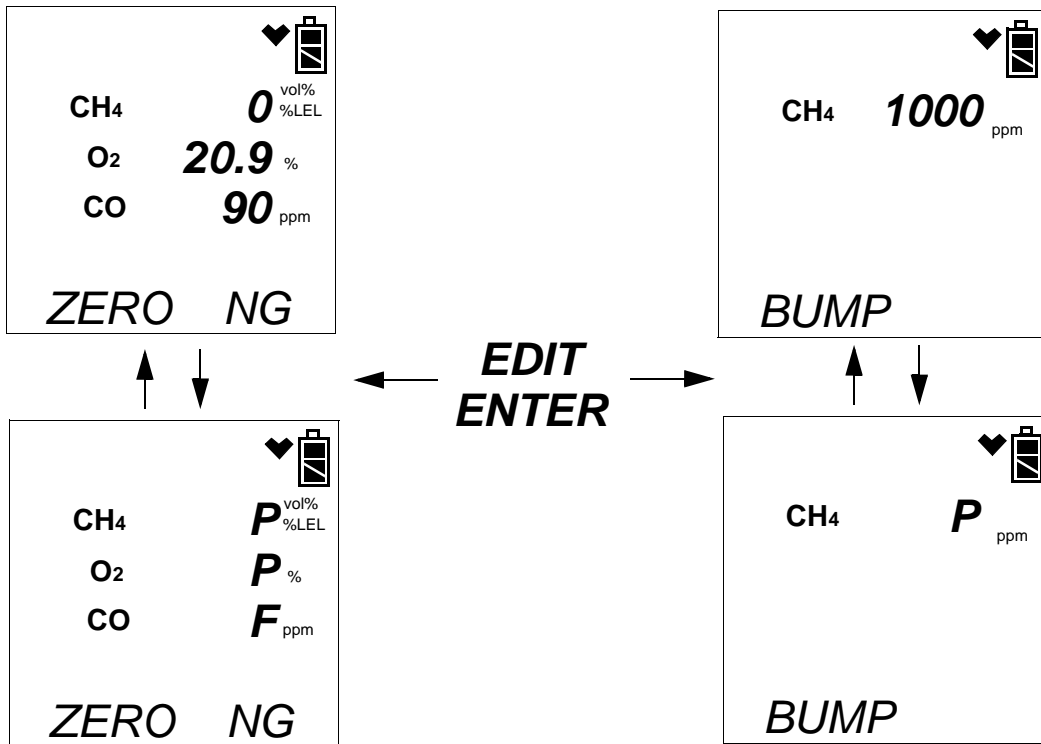 CH4 0 vol% %LEL
O2 20.9 %
CO 90 ppm
ZERO NG
CH4 1000 ppm
BUMP
EDIT
ENTER
CH4 P vol% %LEL
O2 P %
CO F ppm
ZERO NG
CH4 P ppm
BUMP